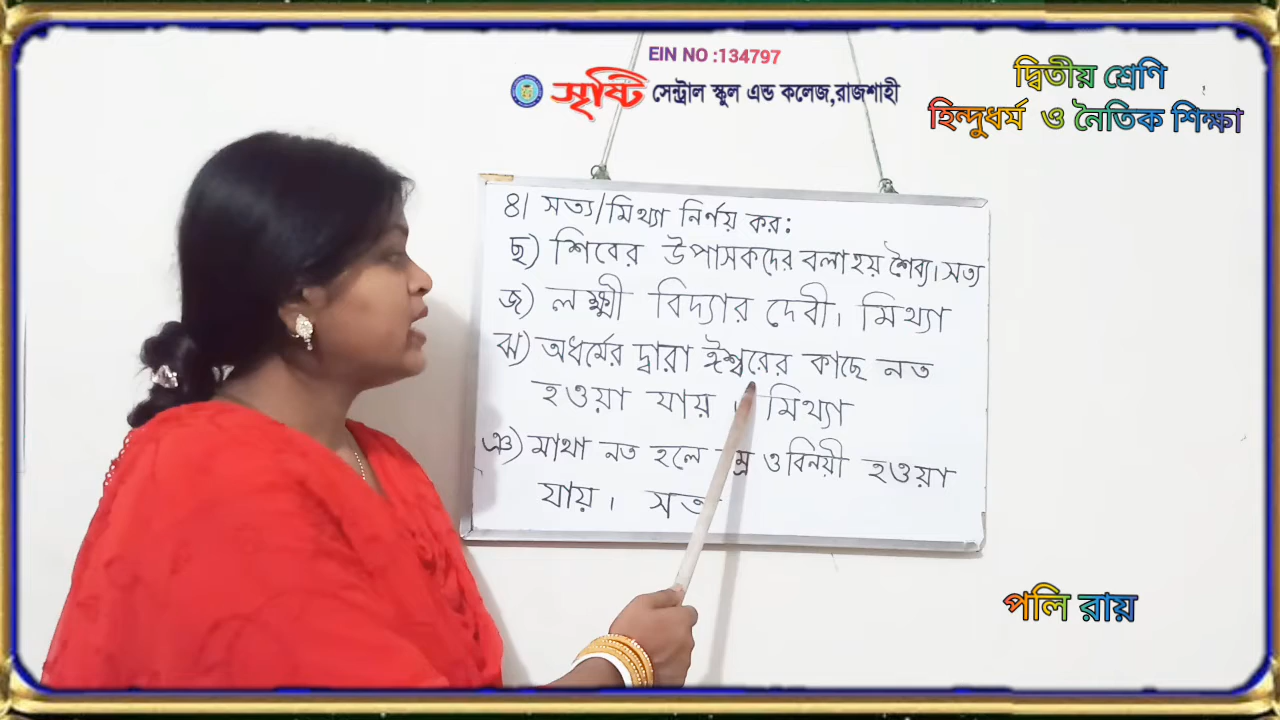 EIN NO :134797
সৃষ্টি সেন্ট্রাল স্কুল এন্ড কলেজ,রাজশাহী
দ্বিতীয় শ্রেণি
হিন্দুধর্ম ও নৈতিক শিক্ষা
৪। সত্য/মিথ্যা নির্ণয় কর:
ছ) শিবের উপাসকদের বলা হয় শৈব্য। সত্য
জ) লক্ষ্মী বিদ্যার দেবী। মিথ্যা
ঝ) অধর্মের দ্বারা ঈশ্বরের কাছে নত
হওয়া যায়। মিথ্যা
ঞ) মাথা নত হলে ও বিনয়ী হওয়া
যায়।
পলি রায়